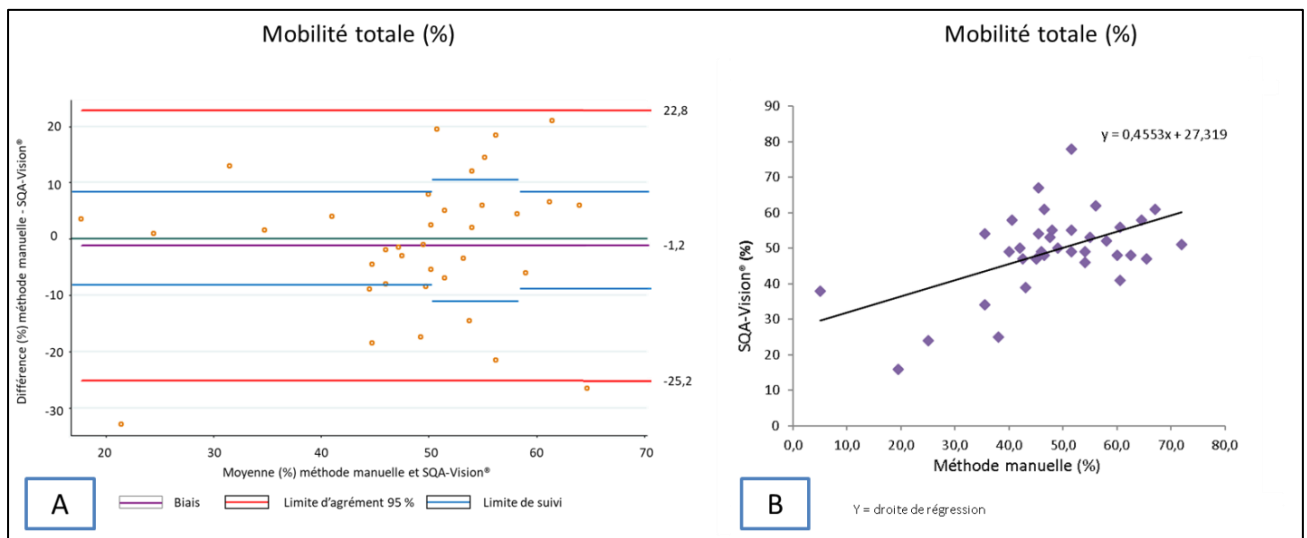 Mobilité totale (%)
Différence (%) méthode manuelle - SQA-Vision®
20
10
0
-10
-20
-30
22,8
-1,2
-25,2
20
30
40
50
60
70
Moyenne (%) méthode manuelle et SQA-Vision®
A
Biais
Limite d'agrément 95 %
Limite de suivi
Mobilité totale (%)
y = 0,4553x + 27,319
SQA-Vision® (%)
90
80
70
60
50
40
30
20
10
0
0,0
10,0
20,0
30,0
40,0
50,0
60,0
70,0
80,0
Méthode manuelle (%)
B
Y = droite de régression